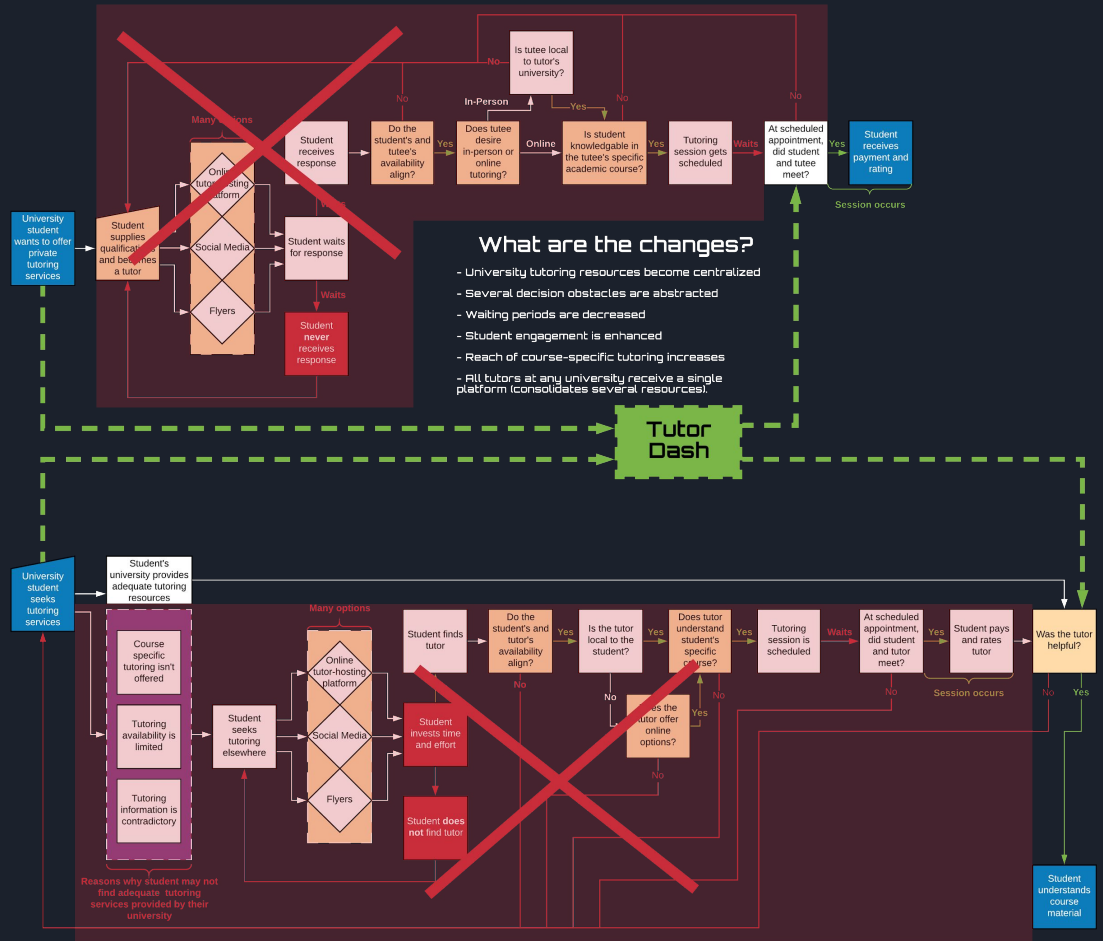 Is tutee local
to tutor's
university?
No
In-Person
Yes
No
No
No
Many options
Student
receives
response
Do the
student's and
tutee's
availability
align?
Yes
Does tutee
desire
in-person or
online
tutoring?
Online
Is student
knowledgable in
the tutee's specific
academic course?
Yes
Tutoring
session gets
scheduled
Waits
At scheduled
appointment,
did student
and tutee
meet?
Yes
Student
receives
payment and
rating
Session occurs
Online
tutor-hosting
platform
Waits
University
student
wants to offer
private
tutoring
services
Student
supplies
qualifications
and becomes
a tutor
Social Media
Student waits
for response
Flyers
Waits
Student
never
receives
response
What are the changes?
- University tutoring resources become centralized
- Several decision obstacles are abstracted
- Waiting periods are decreased
- Student engagement is enhanced
- Reach of course-specific tutoring increases
- All tutors at any university receive a single
platform (consolidates several resources).
Tutor
Dash
University
student
seeks
tutoring
services
Student's
university provides
adequate tutoring
resources
Many options
Course
specific
tutoring isn't
offered
Tutoring
availability is
limited
Tutoring
information is
contradictory
Reasons why student may not
find adequate tutoring
services provided by their
university
Student
seeks
tutoring
elsewhere
Online
tutor-hosting
platform
Social Media
Flyers
Student finds
tutor
Student
invests time
and effort
Student does
not find tutor
Do the
student's and
tutor's
availability
align?
Yes
No
Is the tutor
local to the
student?
Yes
No
Does tutor
understand
student's
specific
course?
Yes
No
Does the
tutor offer
online
options?
Yes
No
Tutoring
session is
scheduled
Waits
At scheduled
appointment,
did student
and tutor
meet?
Yes
No
Student pays
and rates
tutor
Session occurs
Was the tutor
helpful?
No
Yes
Student
understands
course
material